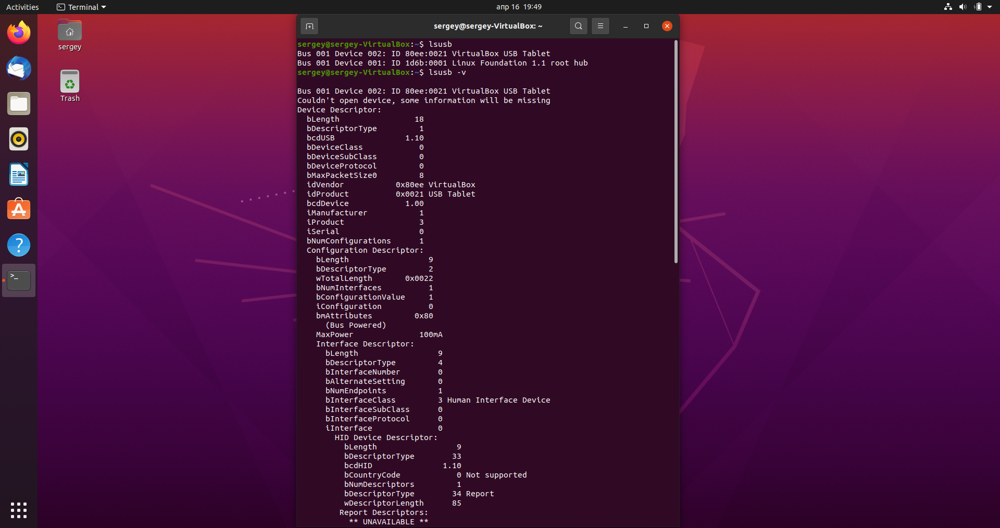 Activities Terminal апр 16 19:49
sergey
Trash
sergey@sergey-VirtualBox: ~
sergey@sergey-VirtualBox:~$ lsusb
Bus 001 Device 002: ID 80ee:0021 VirtualBox USB Tablet
Bus 001 Device 001: ID 1d6b:0001 Linux Foundation 1.1 root hub
sergey@sergey-VirtualBox:~$ lsusb -v
Bus 001 Device 002: ID 80ee:0021 VirtualBox USB Tablet
Couldn't open device, some information will be missing
Device Descriptor:
bLength 18
bDescriptorType 1
bcdUSB 1.10
bDeviceClass 0
bDeviceSubClass 0
bDeviceProtocol 0
bMaxPacketSize0 8
idVendor 0x80ee VirtualBox
idProduct 0x0021 USB Tablet
bcdDevice 1.00
iManufacturer 1
iProduct 3
iSerial 0
bNumConfigurations 1
Configuration Descriptor:
bLength 9
bDescriptorType 2
wTotalLength 0x0022
bNumInterfaces 1
bConfigurationValue 1
iConfiguration 0
bmAttributes 0x80
(Bus Powered)
MaxPower 100mA
Interface Descriptor:
bLength 9
bDescriptorType 4
bInterfaceNumber 0
bAlternateSetting 0
bNumEndpoints 1
bInterfaceClass 3 Human Interface Device
bInterfaceSubClass 0
bInterfaceProtocol 0
iInterface 0
HID Device Descriptor:
bLength 9
bDescriptorType 33
bcdHID 1.10
bCountryCode 0 Not supported
bNumDescriptors 1
bDescriptorType 34 Report
wDescriptorLength 85
Report Descriptors:
** UNAVAILABLE **